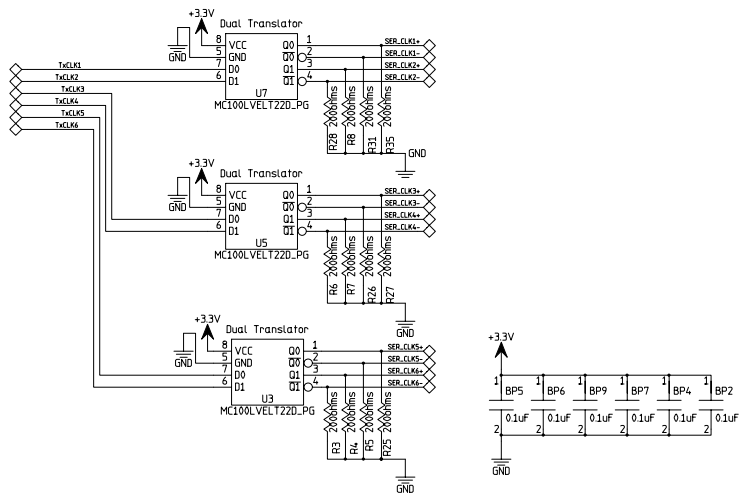 +3.3V
Dual Translator
8 VCC Q0 1 SER_CLK1+
5 GND Q0 2 SER_CLK1-
GND
TxCLK1 7 D0 Q1 3 SER_CLK2+
TxCLK2 6 D1 Q1 4 SER_CLK2-
TxCLK3
TxCLK4
TxCLK5
TxCLK6
U7
MC100LVELT22D_PG
R28 200ohms
R8 200ohms
R31 200ohms
R35 200ohms
GND
+3.3V
Dual Translator
8 VCC Q0 1 SER_CLK3+
5 GND Q0 2 SER_CLK3-
GND
7 D0 Q1 3 SER_CLK4+
6 D1 Q1 4 SER_CLK4-
U5
MC100LVELT22D_PG
R6 200ohms
R7 200ohms
R26 200ohms
R27 200ohms
GND
+3.3V
Dual Translator
8 VCC Q0 1 SER_CLK5+
5 GND Q0 2 SER_CLK5-
GND
7 D0 Q1 3 SER_CLK6+
6 D1 Q1 4 SER_CLK6-
U3
MC100LVELT22D_PG
R3 200ohms
R4 200ohms
R5 200ohms
R25 200ohms
GND
+3.3V
1 BP5 1 BP6 1 BP9 1 BP7 1 BP4 1 BP2
0.1uF 0.1uF 0.1uF 0.1uF 0.1uF 0.1uF
2 2 2 2 2 2
GND